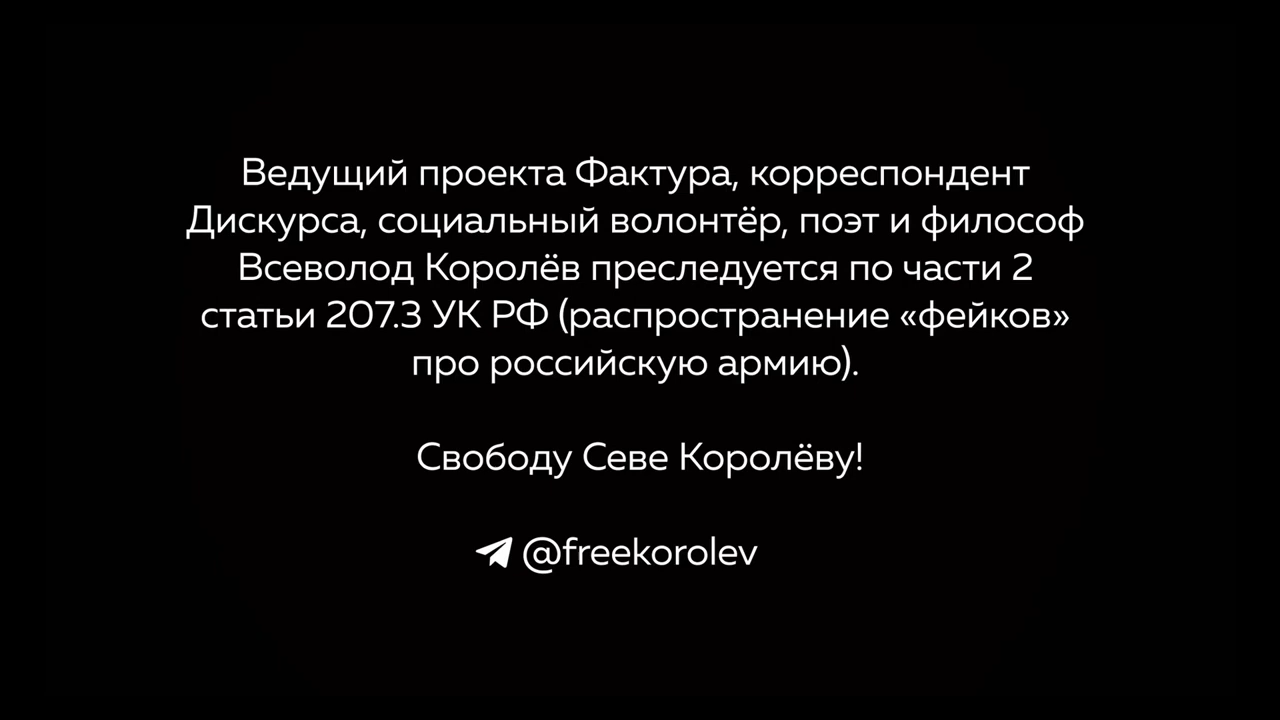 Ведущий проекта Фактура, корреспондент
Дискурса, социальный волонтёр, поэт и философ
Всеволод Королёв преследуется по части 2
статьи 207.3 УК РФ (распространение «фейков»
про российскую армию).
Свободу Севе Королёву!
@freekorolev